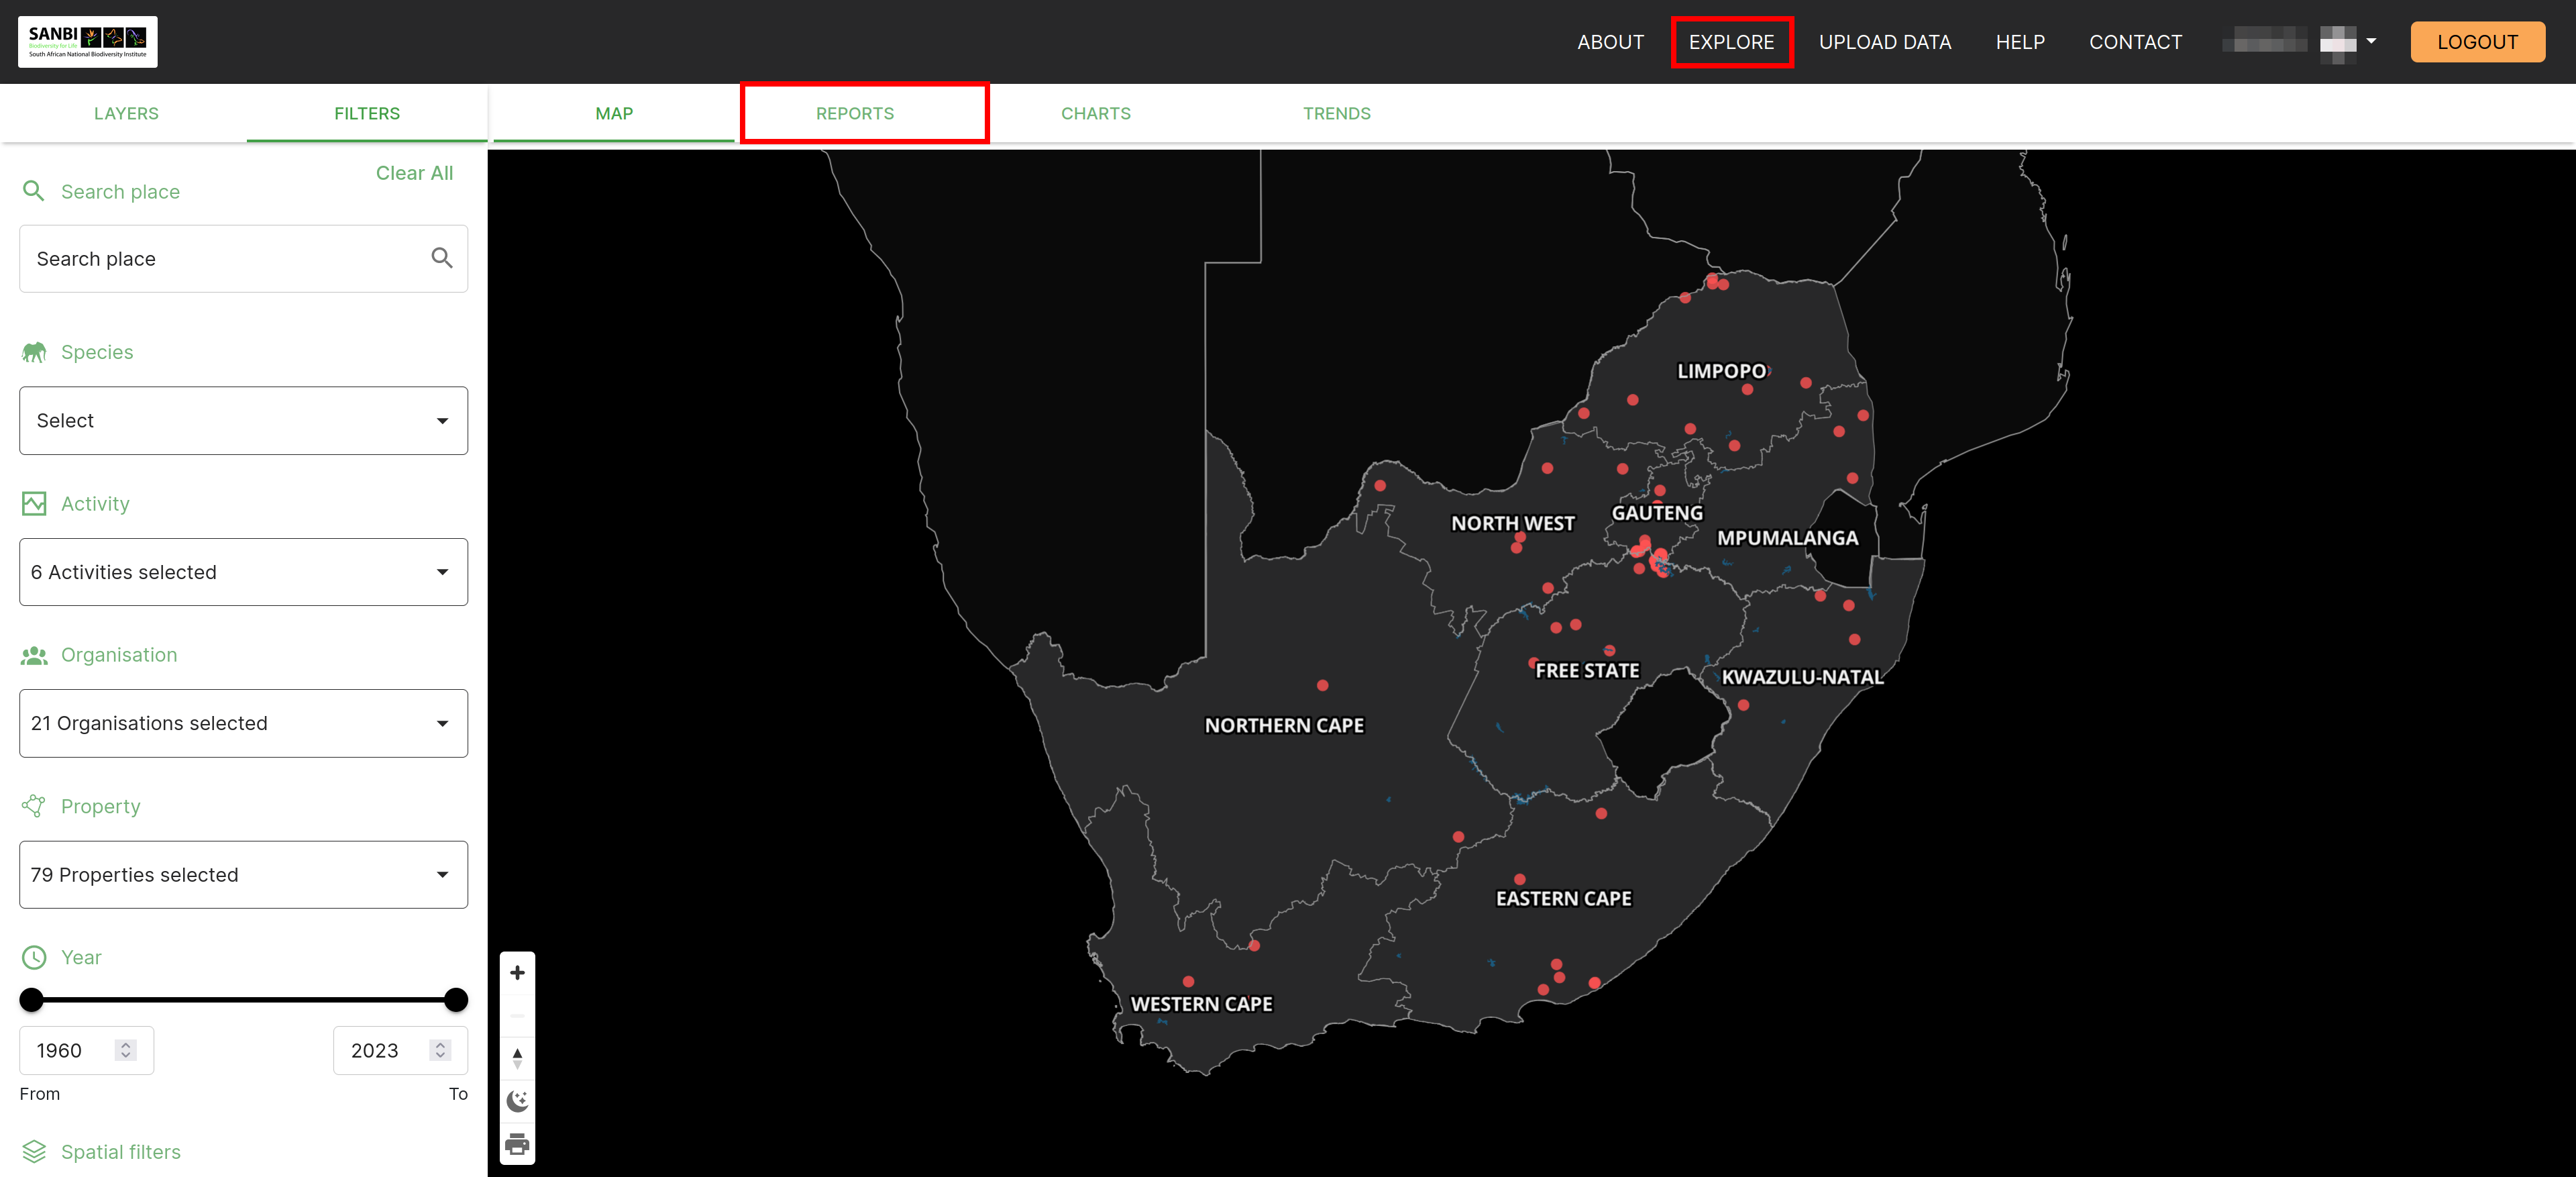 SANBI
Biodiversity for Life
South African National Biodiversity Institute
ABOUT
EXPLORE
UPLOAD DATA
HELP
CONTACT
LOGOUT
LAYERS
FILTERS
MAP
REPORTS
CHARTS
TRENDS
Clear All
Search place
Search place
Species
Select
Activity
6 Activities selected
Organisation
21 Organisations selected
Property
79 Properties selected
Year
1960
2023
From
To
Spatial filters
LIMPOPO
NORTH WEST
GAUTENG
MPUMALANGA
FREE STATE
KWAZULU-NATAL
NORTHERN CAPE
EASTERN CAPE
WESTERN CAPE